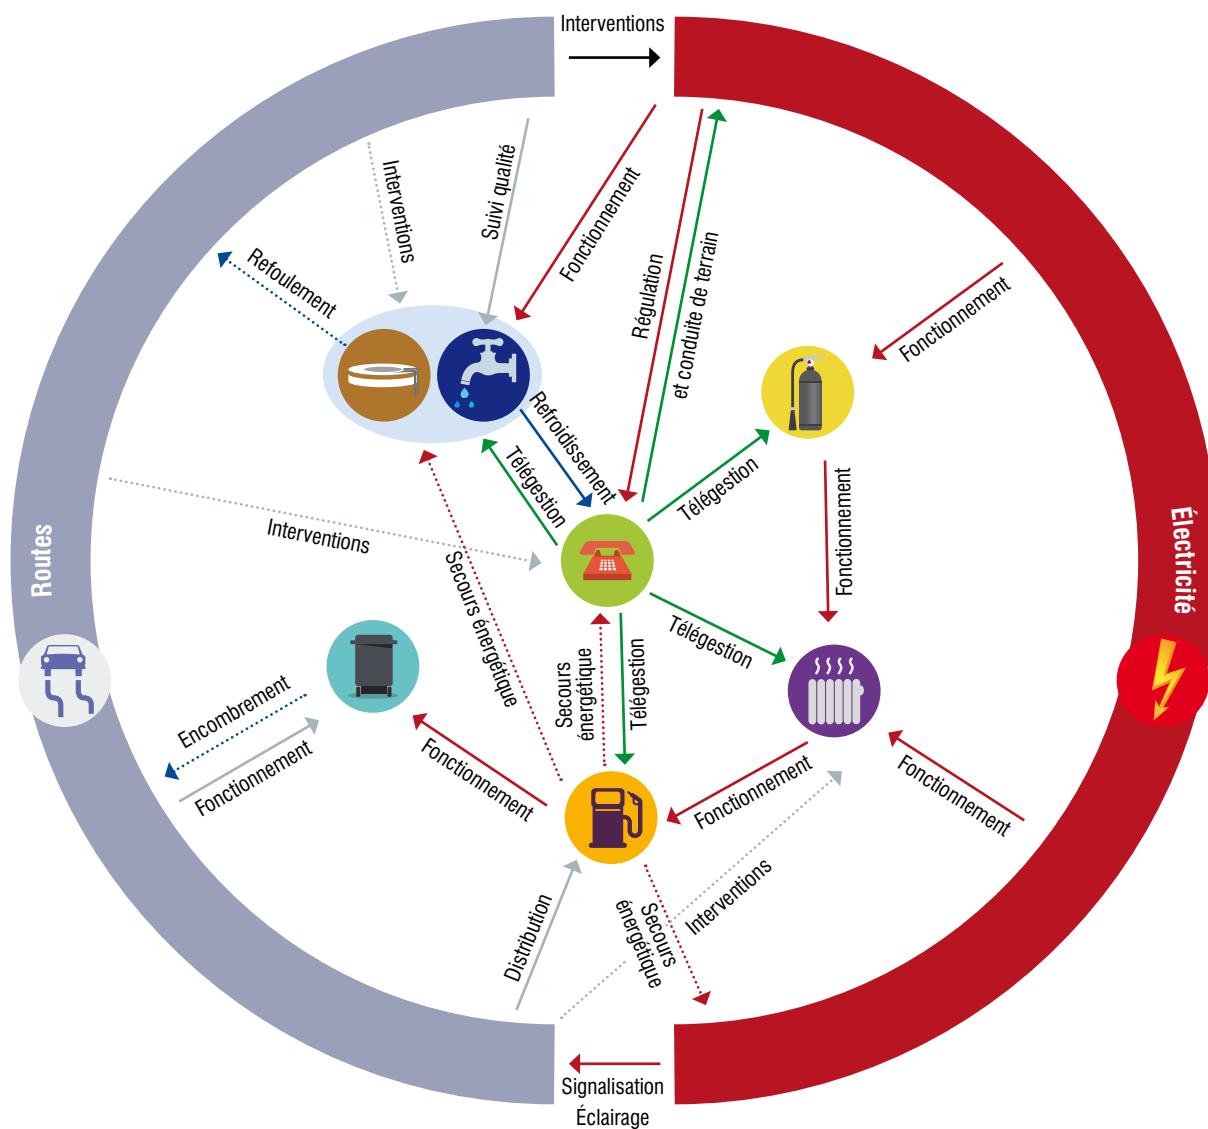 Interventions
Interventions
Suivi qualité
Fonctionnement
Régulation
et conduite de terrain
Refoulement
Fonctionnement
Refroidissement
Télégestion
Télégestion
Fonctionnement
Interventions
Routes
Électricité
Secours énergétique
Télégestion
Secours
énergétique
Télégestion
Encombrement
Fonctionnement
Fonctionnement
Fonctionnement
Fonctionnement
Distribution
Secours
énergétique
Interventions
Signalisation
Éclairage